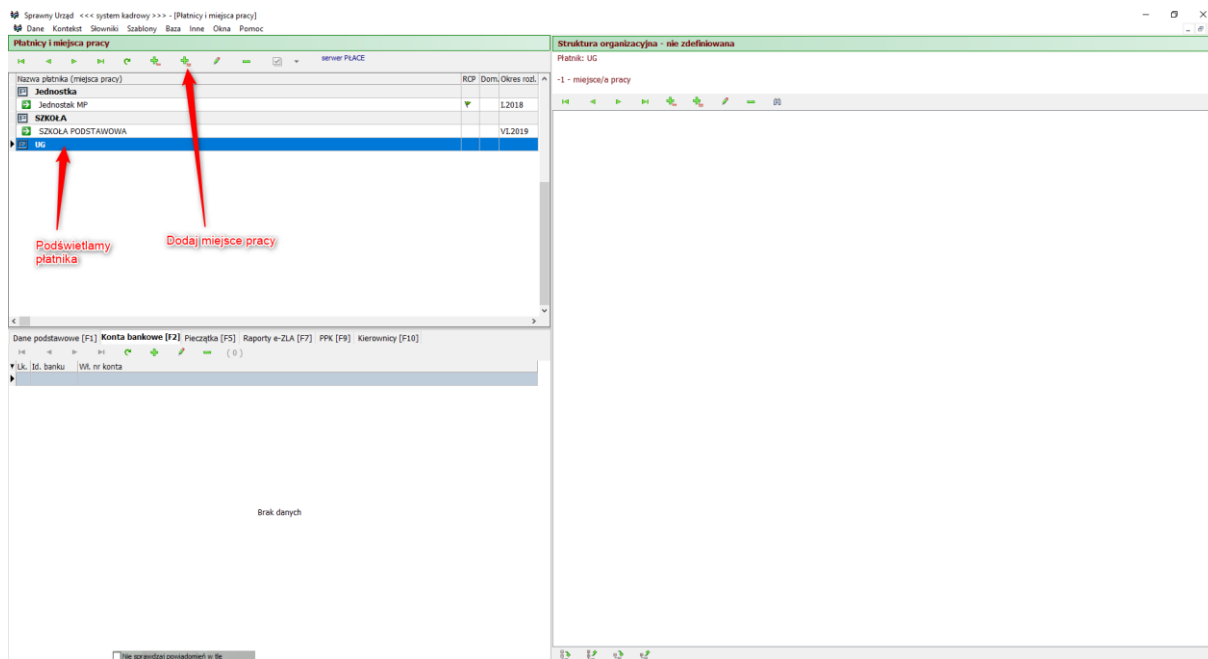 Sprawny Urząd <<< system kadrowy >>> - [Płatnicy i miejsca pracy]
Dane Kontekst Słowniki Szablony Baza Inne Okna Pomoc
Płatnicy i miejsca pracy
serwer PŁACE
Nazwa płatnika (miejsca pracy) RCP Dom. Okres rozl.
Jednostka
Jednostak MP I.2018
SZKOŁA
SZKOŁA PODSTAWOWA VI.2019
UG
Podświetlamy
płatnika
Dodaj miejsce pracy
Dane podstawowe [F1] Konta bankowe [F2] Pieczątka [F5] Raporty e-ZLA [F7] PPK [F9] Kierownicy [F10]
( 0 )
Lk. Id. banku Wł. nr konta
Brak danych
Nie sprawdzaj powiadomień w tle
Struktura organizacyjna - nie zdefiniowana
Płatnik: UG
-1 - miejsce/a pracy